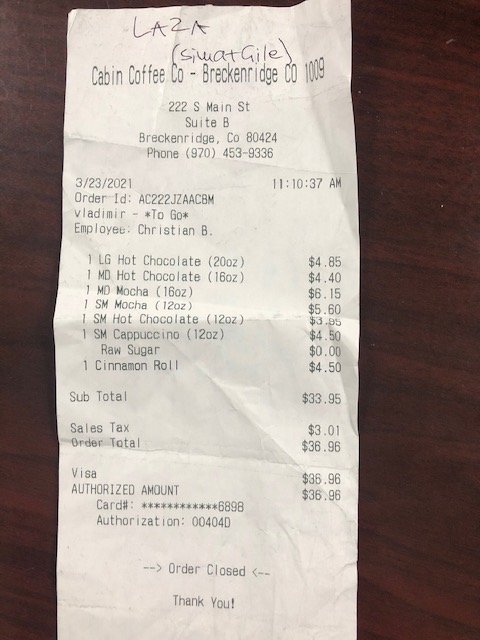 LAZA
(simatGile)
Cabin Coffee Co - Breckenridge CO 1009
222 S Main St
Suite B
Breckenridge, Co 80424
Phone (970) 453-9336
3/23/2021 11:10:37 AM
Order Id: AC222JZAACBM
vladimir - *To Go*
Employee: Christian B.
1 LG Hot Chocolate (20oz) $4.85
1 MD Hot Chocolate (16oz) $4.40
1 MD Mocha (16oz) $6.15
1 SM Mocha (12oz) $5.60
1 SM Hot Chocolate (12oz) $3.95
1 SM Cappuccino (12oz) $4.50
Raw Sugar $0.00
1 Cinnamon Roll $4.50
Sub Total $33.95
Sales Tax $3.01
Order Total $36.96
Visa $36.96
AUTHORIZED AMOUNT $36.96
Card#: ************6898
Authorization: 00404D
--> Order Closed <--
Thank You!